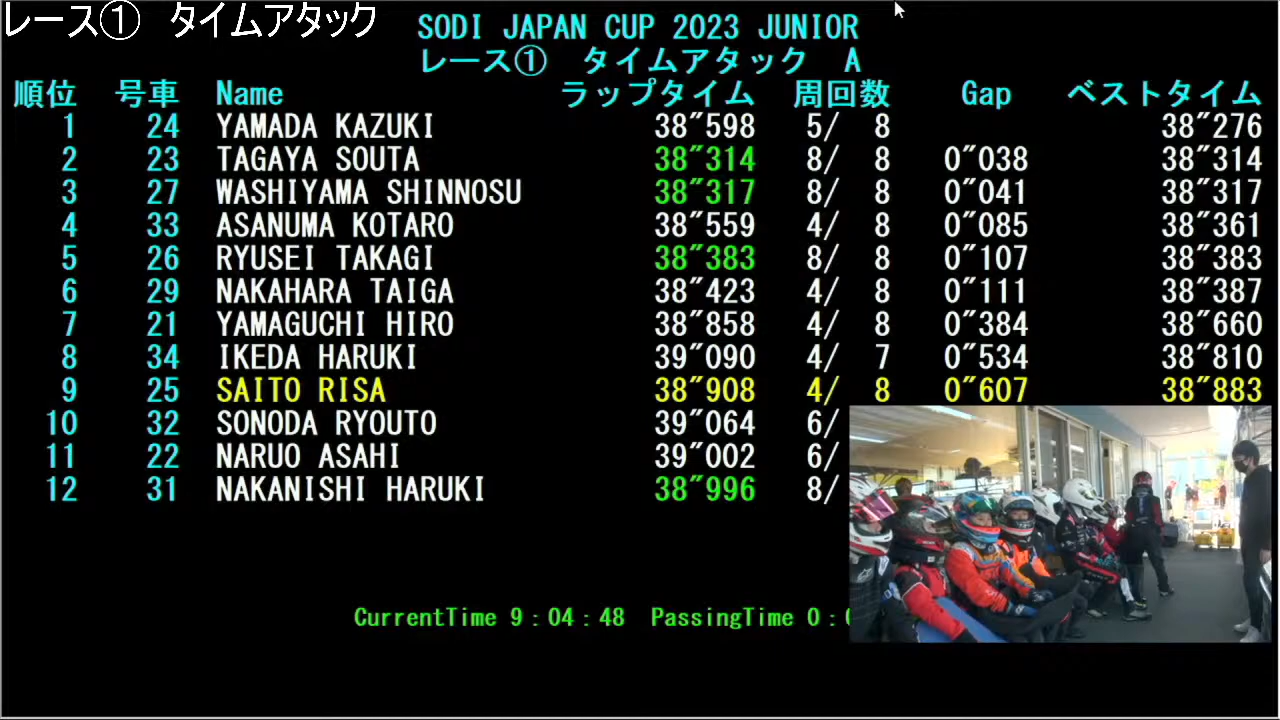 レース① タイムアタック
SODI JAPAN CUP 2023 JUNIOR
レース① タイムアタック A
順位 号車 Name ラップタイム 周回数 Gap ベストタイム
1 24 YAMADA KAZUKI 38"598 5/ 8 38"276
2 23 TAGAYA SOUTA 38"314 8/ 8 0"038 38"314
3 27 WASHIYAMA SHINNOSU 38"317 8/ 8 0"041 38"317
4 33 ASANUMA KOTARO 38"559 4/ 8 0"085 38"361
5 26 RYUSEI TAKAGI 38"383 8/ 8 0"107 38"383
6 29 NAKAHARA TAIGA 38"423 4/ 8 0"111 38"387
7 21 YAMAGUCHI HIRO 38"858 4/ 8 0"384 38"660
8 34 IKEDA HARUKI 39"090 4/ 7 0"534 38"810
9 25 SAITO RISA 38"908 4/ 8 0"607 38"883
10 32 SONODA RYOUTO 39"064 6/
11 22 NARUO ASAHI 39"002 6/
12 31 NAKANISHI HARUKI 38"996 8/
CurrentTime 9:04:48 PassingTime 0: